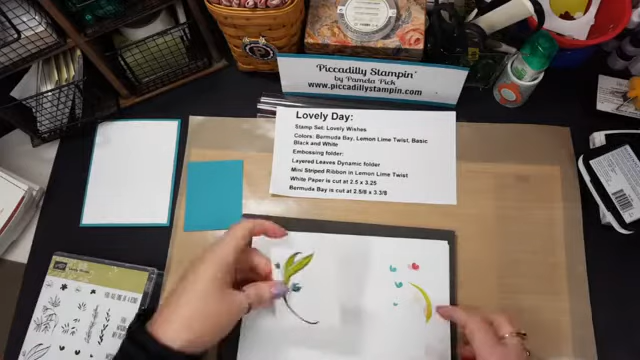 Piccadilly Stampin'
by Pamela Pick
www.piccadillystampin.com
Lovely Day:
Stamp Set: Lovely Wishes
Colors: Bermuda Bay, Lemon Lime Twist, Basic
Black and White
Embossing folder:
Layered Leaves Dynamic folder
Mini Striped Ribbon in Lemon Lime Twist
White Paper is cut at 2.5 x 3.25
Bermuda Bay is cut at 2.5/8 x 3.3/8